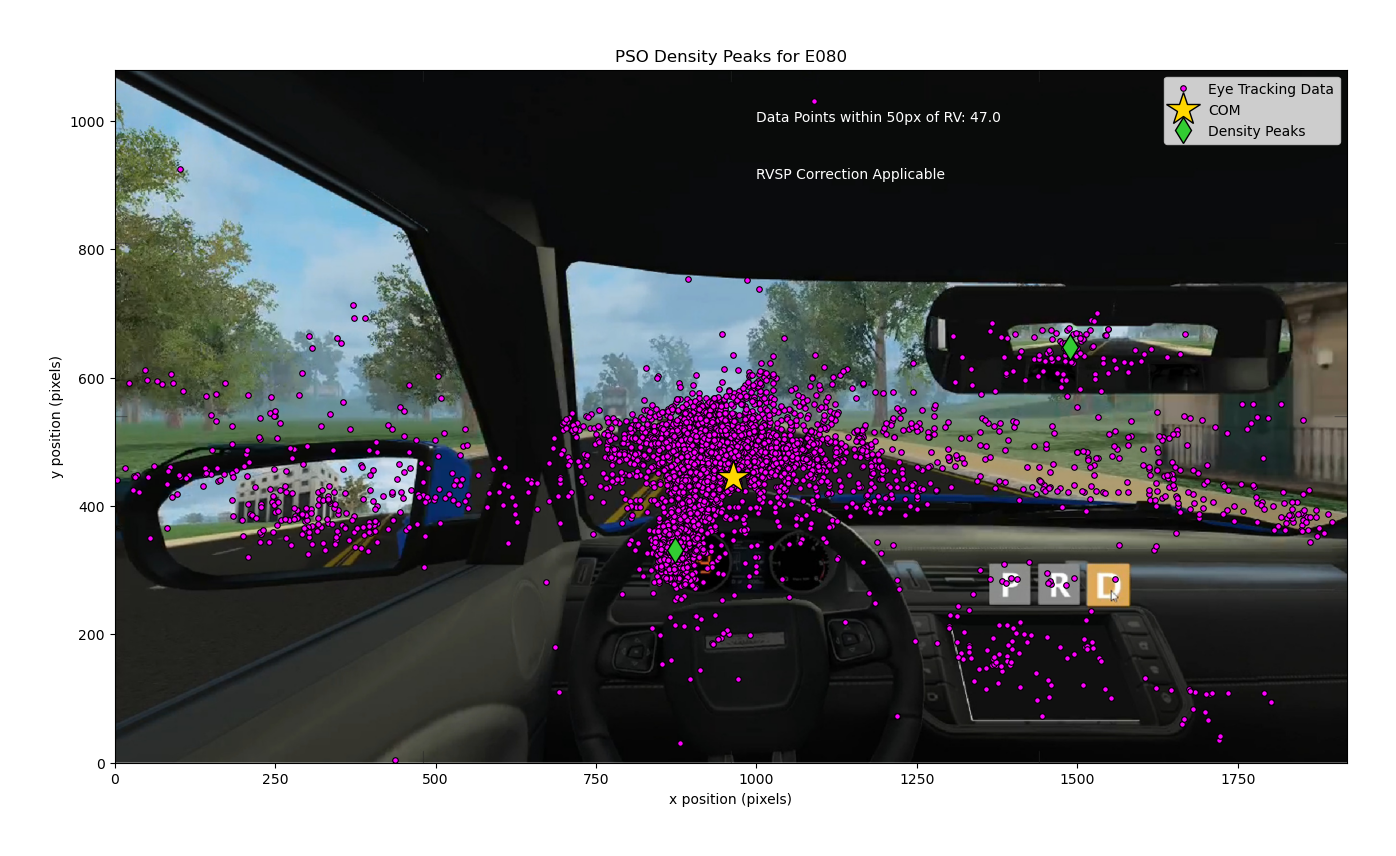 PSO Density Peaks for E080
Eye Tracking Data
COM
Density Peaks
Data Points within 50px of RV: 47.0
RVSP Correction Applicable
y position (pixels)
1000
800
600
400
200
0
P R D
0 250 500 750 1000 1250 1500 1750
x position (pixels)